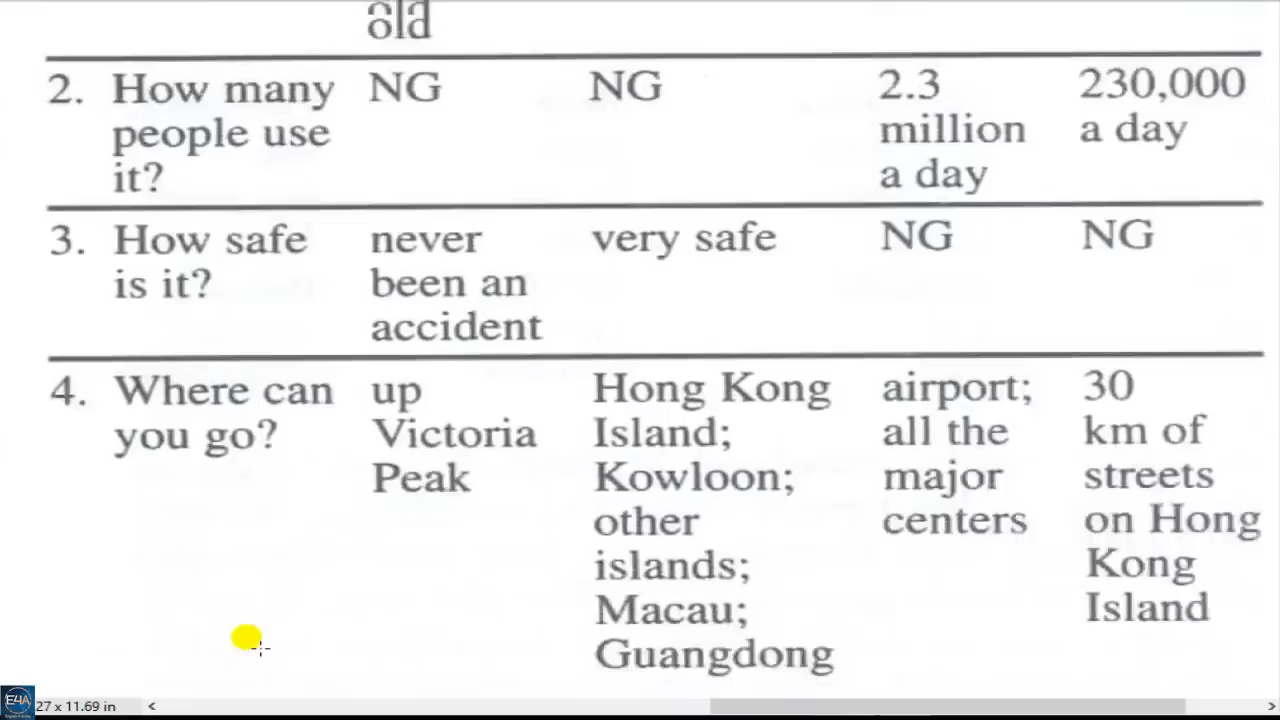 old
2. How many people use it? NG NG 2.3 million a day 230,000 a day
3. How safe is it? never been an accident very safe NG NG
4. Where can you go? up Victoria Peak Hong Kong Island; Kowloon; other islands; Macau; Guangdong airport; all the major centers 30 km of streets on Hong Kong Island
E4A
27 x 11.69 in